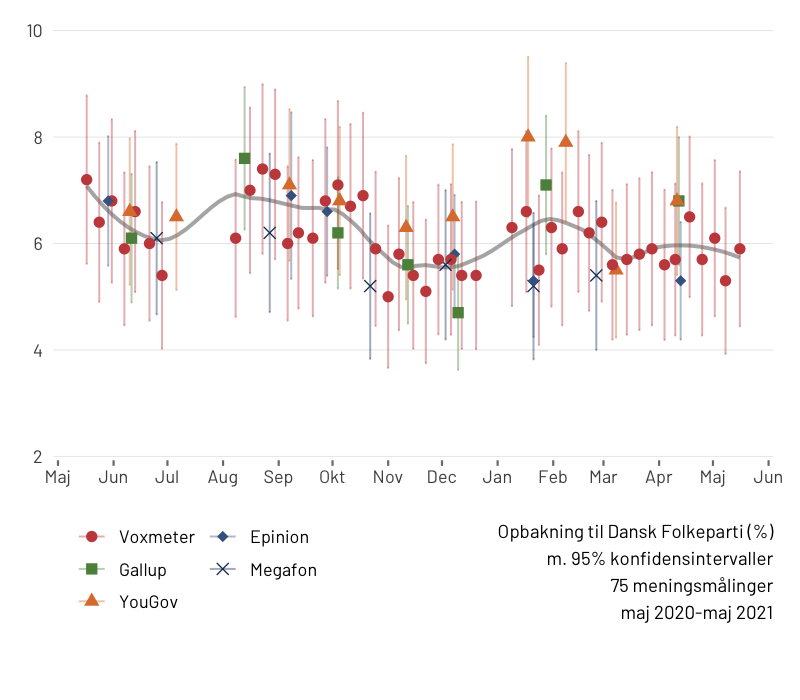 10
8
6
4
2
Maj Jun Jul Aug Sep Okt Nov Dec Jan Feb Mar Apr Maj Jun
Voxmeter Epinion
Gallup Megafon
YouGov
Opbakning til Dansk Folkeparti (%)
m. 95% konfidensintervaller
75 meningsmålinger
maj 2020-maj 2021